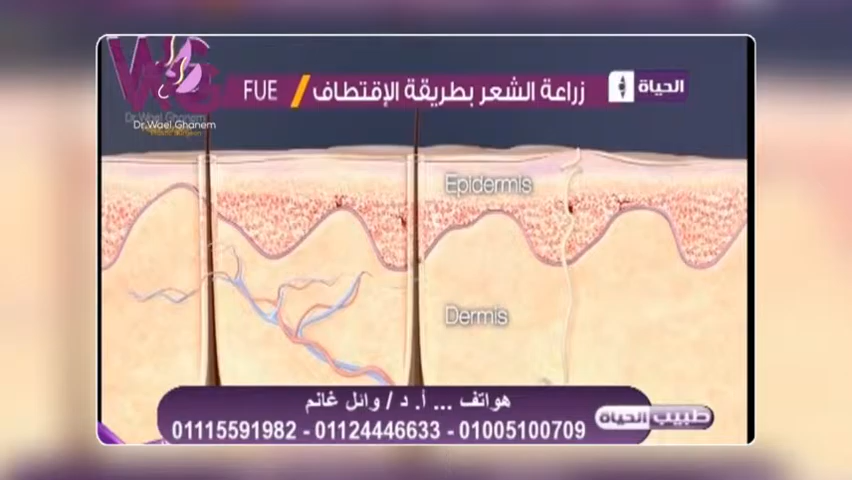 زراعة الشعر بطريقة الإقتطاف / FUE
الحياة
Dr.Wael Ghanem
Epidermis
Dermis
هواتف ... أ. د / وائل غانم
01115591982 - 01124446633 - 01005100709
طبيب الحياة